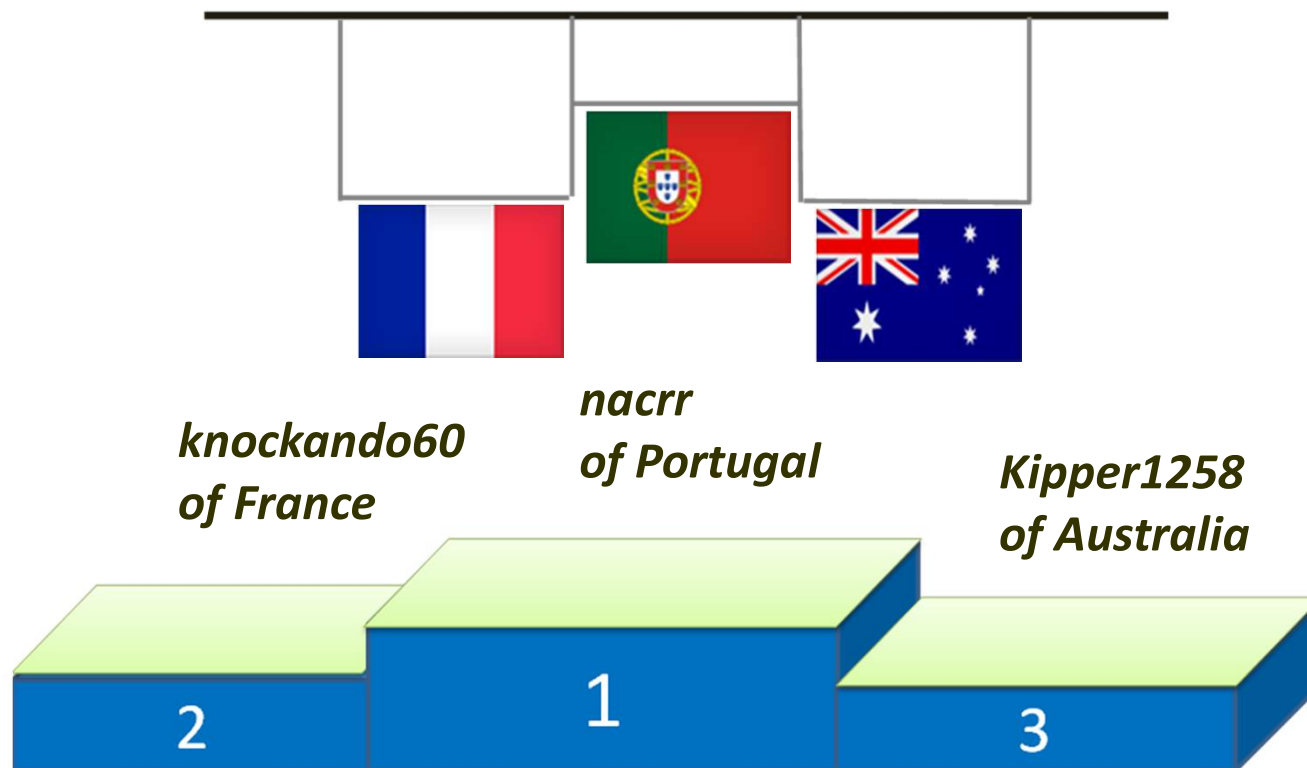 knockando60
of France
nacrr
of Portugal
Kipper1258
of Australia
2
1
3